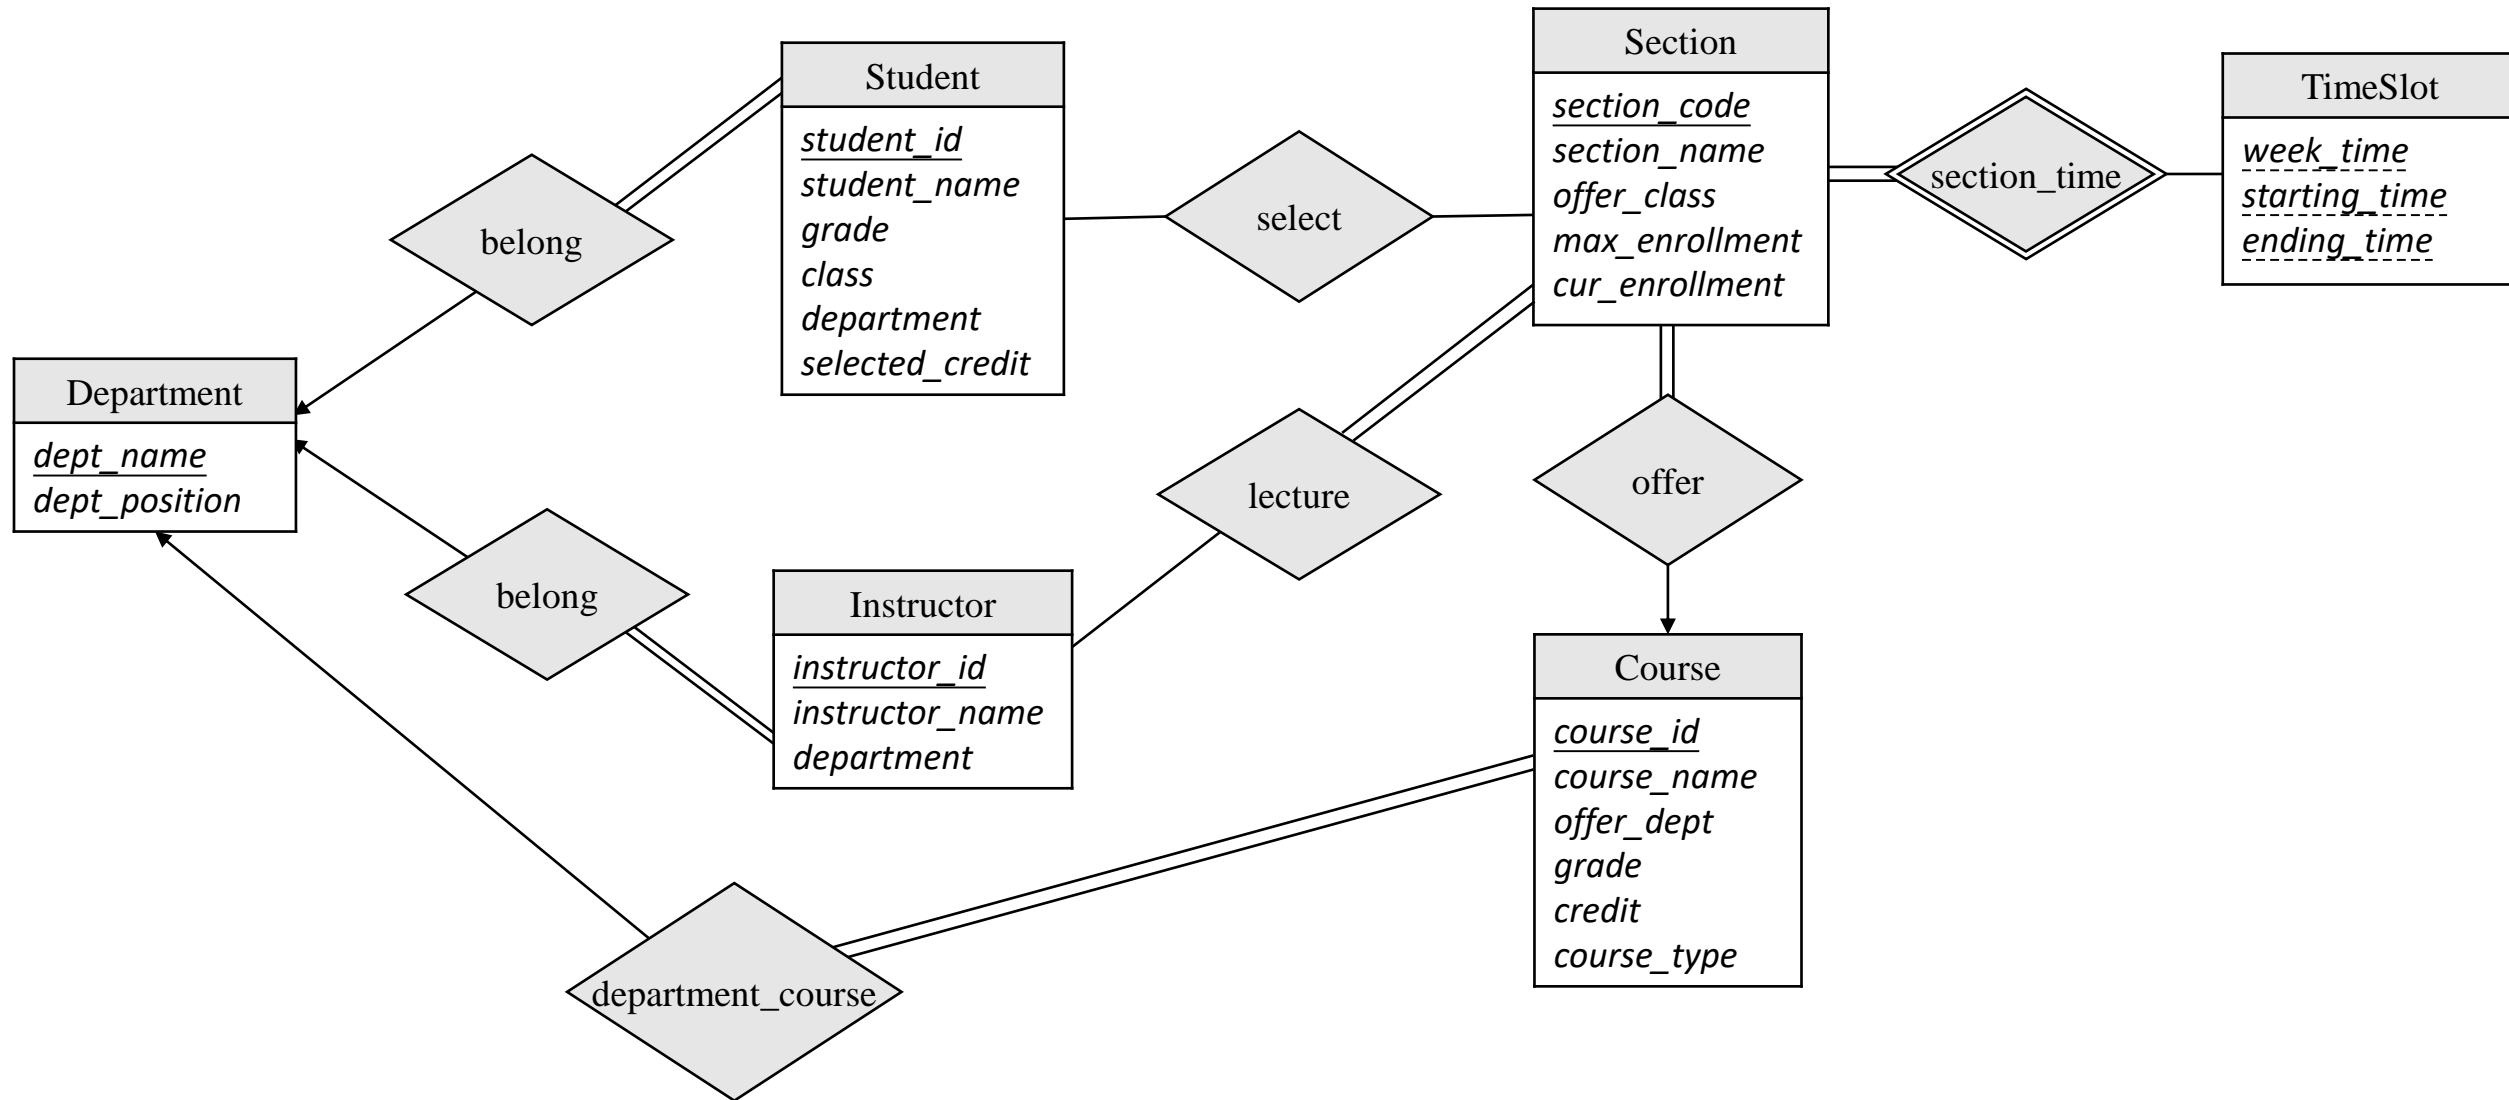 Student
student_id
student_name
grade
class
department
selected_credit
Section
section_code
section_name
offer_class
max_enrollment
cur_enrollment
TimeSlot
week_time
starting_time
ending_time
section_time
select
belong
Department
dept_name
dept_position
lecture
offer
belong
Instructor
instructor_id
instructor_name
department
Course
course_id
course_name
offer_dept
grade
credit
course_type
department_course